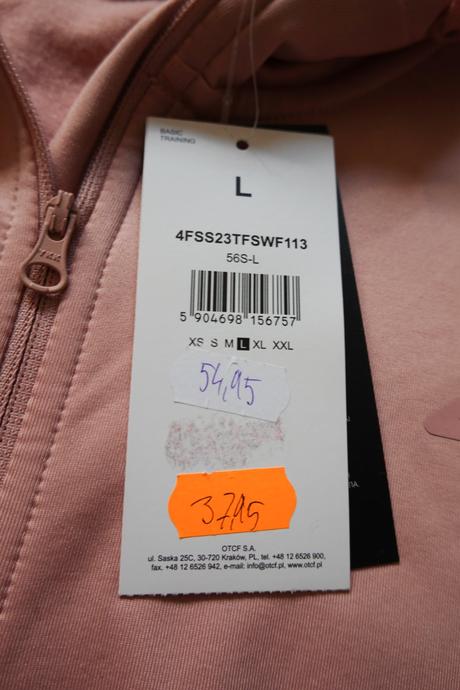 BASIC
TRAINING
L
4FSS23TFSWF113
56S-L
5 904698 156757
XS S M L XL XXL
54,95
37,95
OTCF S.A.
ul. Saska 25C, 30-720 Kraków, PL, tel. +48 12 6526 900,
fax. +48 12 6526 942, e-mail: info@otcf.pl, www.otcf.pl
YKK